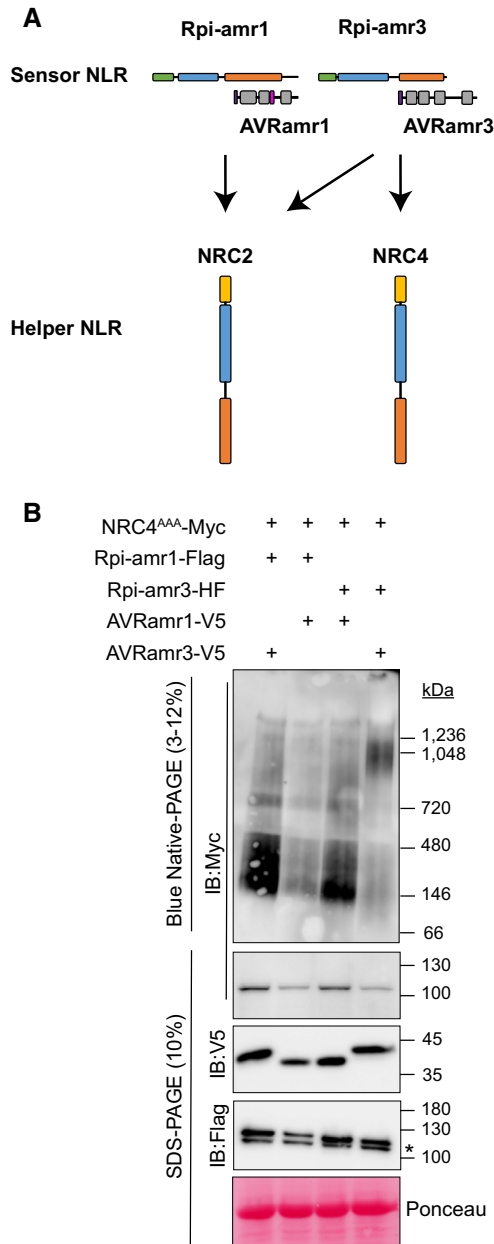 A
Rpi-amr1 Rpi-amr3
Sensor NLR
AVRamr1 AVRamr3
NRC2 NRC4
Helper NLR
B
NRC4ᴬᴬᴬ-Myc + + + +
Rpi-amr1-Flag + +
Rpi-amr3-HF + +
AVRamr1-V5 + +
AVRamr3-V5 + +
kDa
Blue Native-PAGE (3-12%)
IB:Myc
1,236
1,048
720
480
146
66
SDS-PAGE (10%)
130
100
IB:V5
45
35
IB:Flag
180
130
*
100
Ponceau